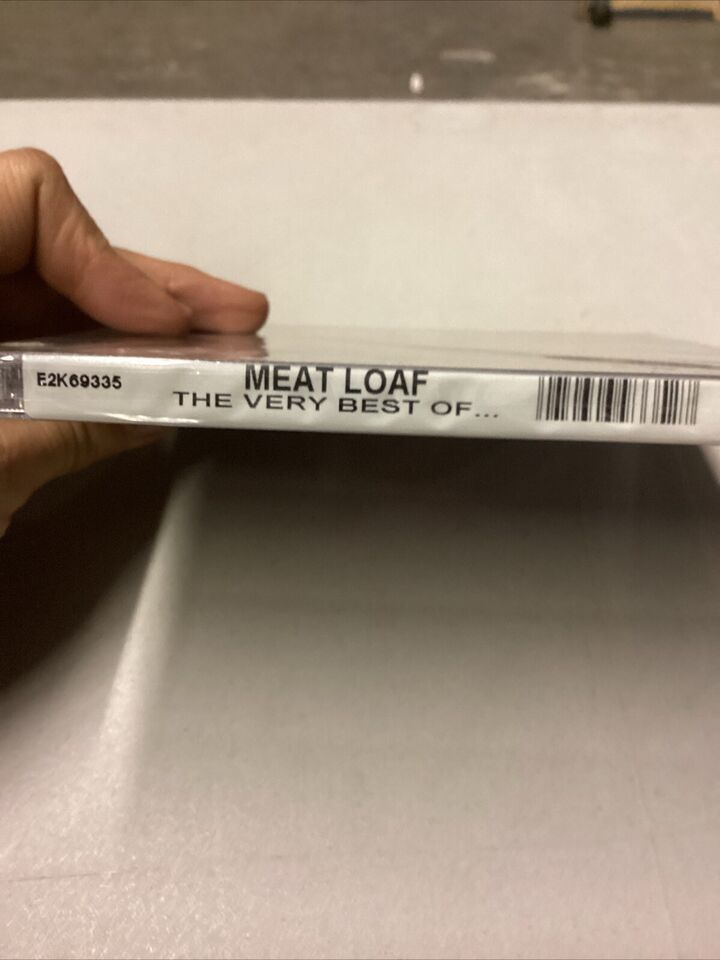 E2K69335
MEAT LOAF
THE VERY BEST OF...